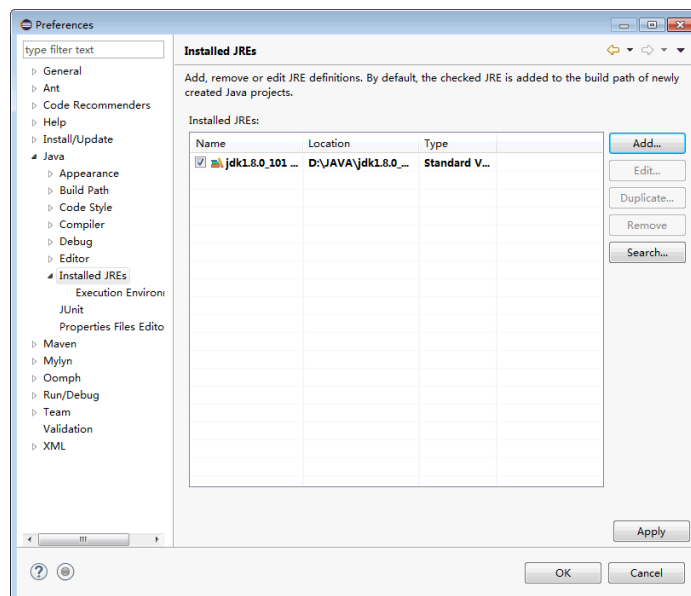 Preferences
type filter text
General
Ant
Code Recommenders
Help
Install/Update
Java
Appearance
Build Path
Code Style
Compiler
Debug
Editor
Installed JREs
Execution Environı
JUnit
Properties Files Edito
Maven
Mylyn
Oomph
Run/Debug
Team
Validation
XML
Installed JREs
Add, remove or edit JRE definitions. By default, the checked JRE is added to the build path of newly
created Java projects.
Installed JREs:
Name Location Type
jdk1.8.0_101 ... D:\JAVA\jdk1.8.0_... Standard V...
Add...
Edit...
Duplicate...
Remove
Search...
Apply
OK Cancel